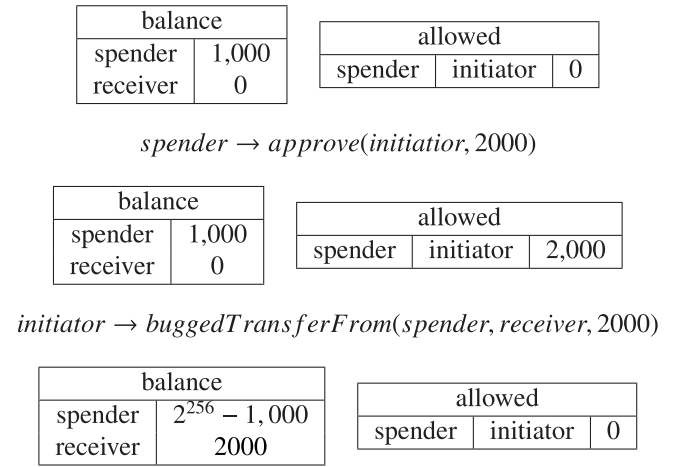 balance
spender 1,000
receiver 0
allowed
spender initiator 0
spender → approve(initiatior, 2000)
balance
spender 1,000
receiver 0
allowed
spender initiator 2,000
initiator → buggedTransferFrom(spender, receiver, 2000)
balance
spender 2²⁵⁶ − 1,000
receiver 2000
allowed
spender initiator 0